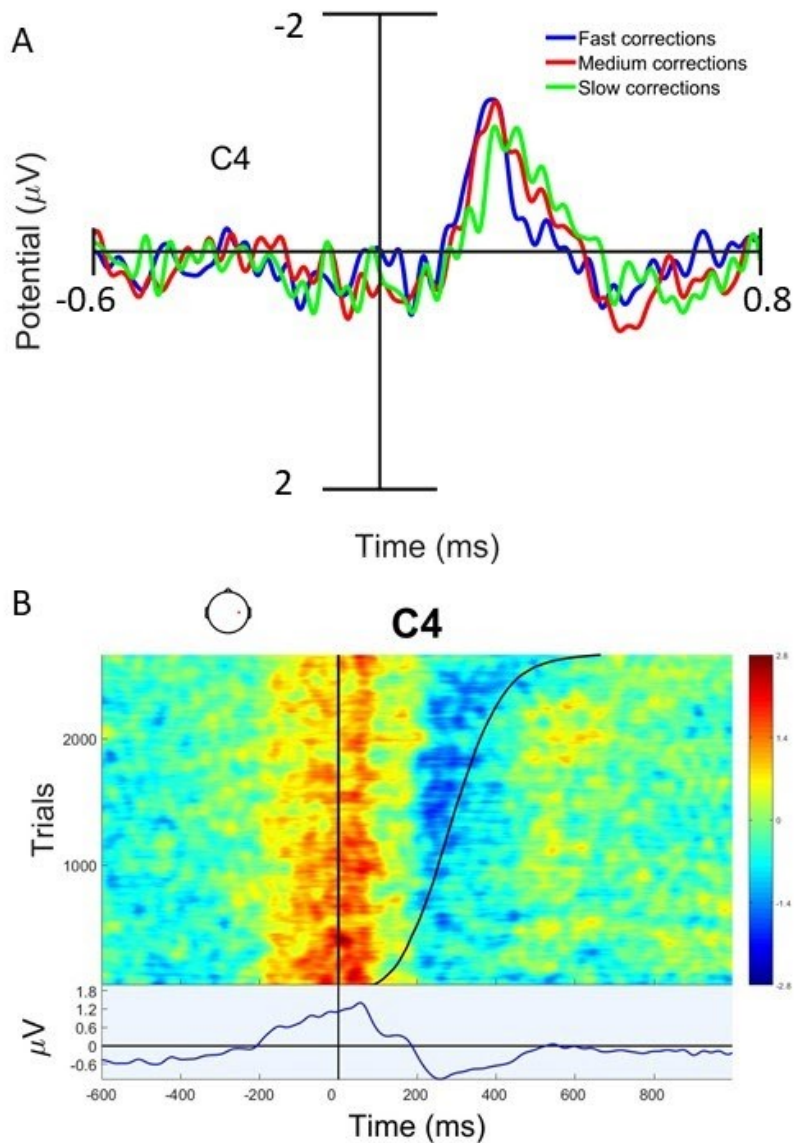 A
-2
Fast corrections
Medium corrections
Slow corrections
C4
Potential (μV)
-0.6
0.8
2
Time (ms)
B
C4
2.8
1.4
0
-1.4
-2.8
Trials
2000
1000
μV
1.8
1.2
0.6
0
-0.6
-600 -400 -200 0 200 400 600 800
Time (ms)